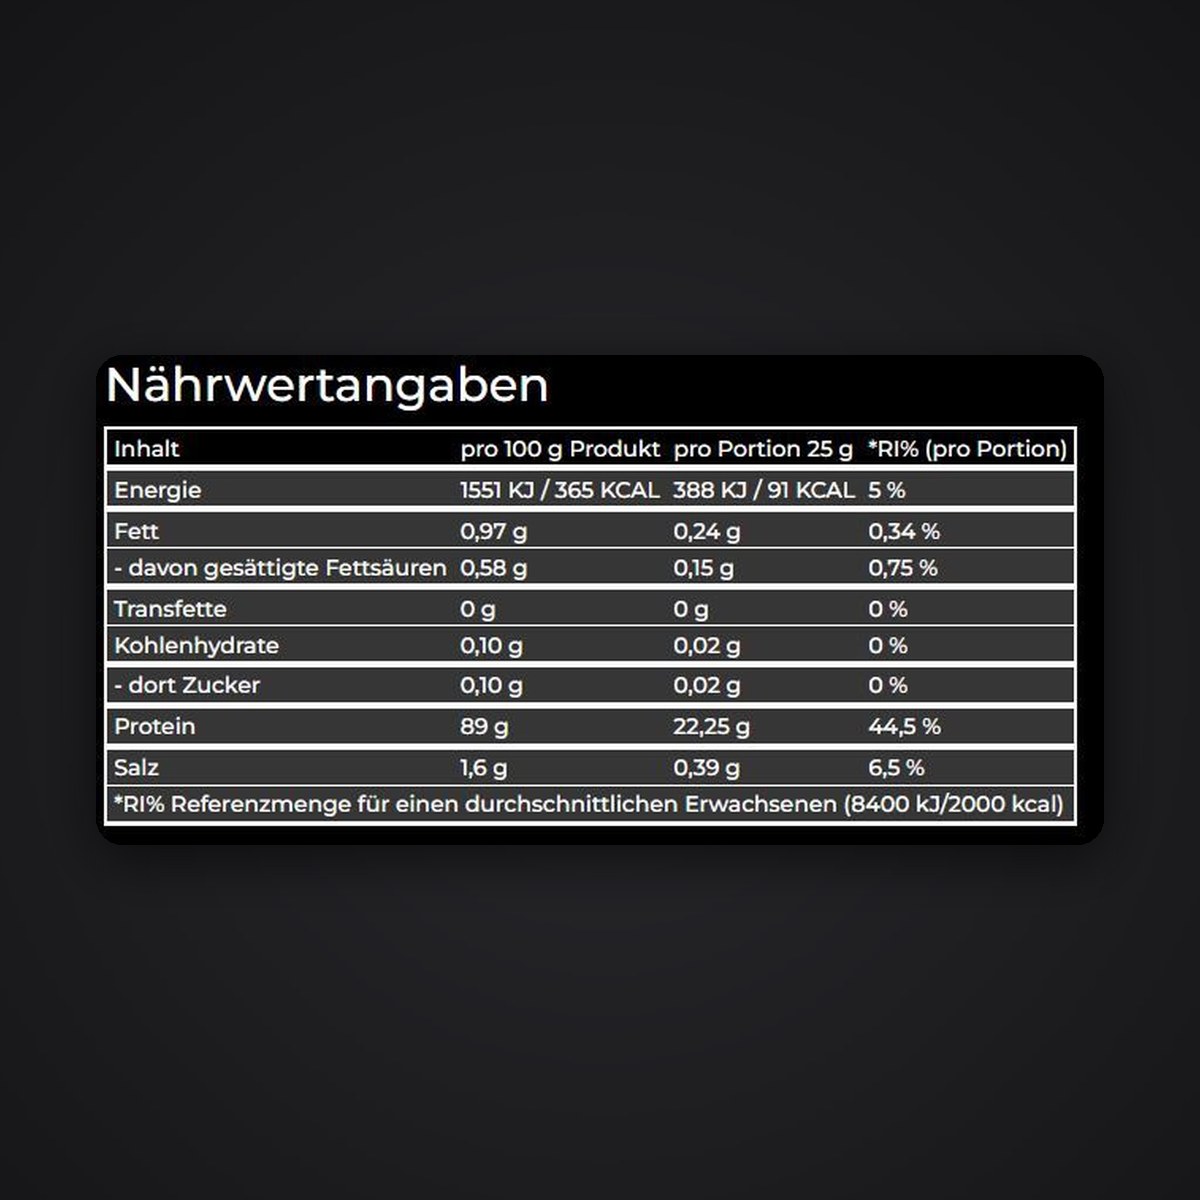 Nährwertangaben
Inhalt pro 100 g Produkt pro Portion 25 g *RI% (pro Portion)
Energie 1551 KJ / 365 KCAL 388 KJ / 91 KCAL 5 %
Fett 0,97 g 0,24 g 0,34 %
- davon gesättigte Fettsäuren 0,58 g 0,15 g 0,75 %
Transfette 0 g 0 g 0 %
Kohlenhydrate 0,10 g 0,02 g 0 %
- dort Zucker 0,10 g 0,02 g 0 %
Protein 89 g 22,25 g 44,5 %
Salz 1,6 g 0,39 g 6,5 %
*RI% Referenzmenge für einen durchschnittlichen Erwachsenen (8400 kJ/2000 kcal)